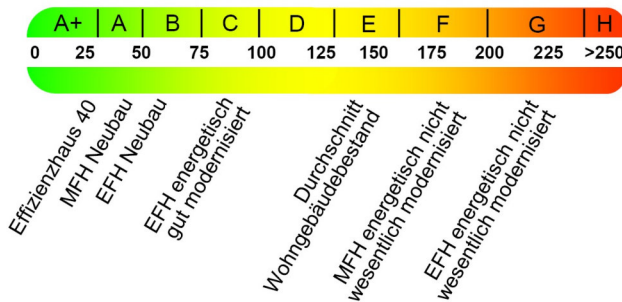 A+ A B C D E F G H
0 25 50 75 100 125 150 175 200 225 >250
Effizienzhaus 40
MFH Neubau
EFH Neubau
EFH energetisch
gut modernisiert
Durchschnitt
Wohngebäudebestand
MFH energetisch nicht
wesentlich modernisiert
EFH energetisch nicht
wesentlich modernisiert